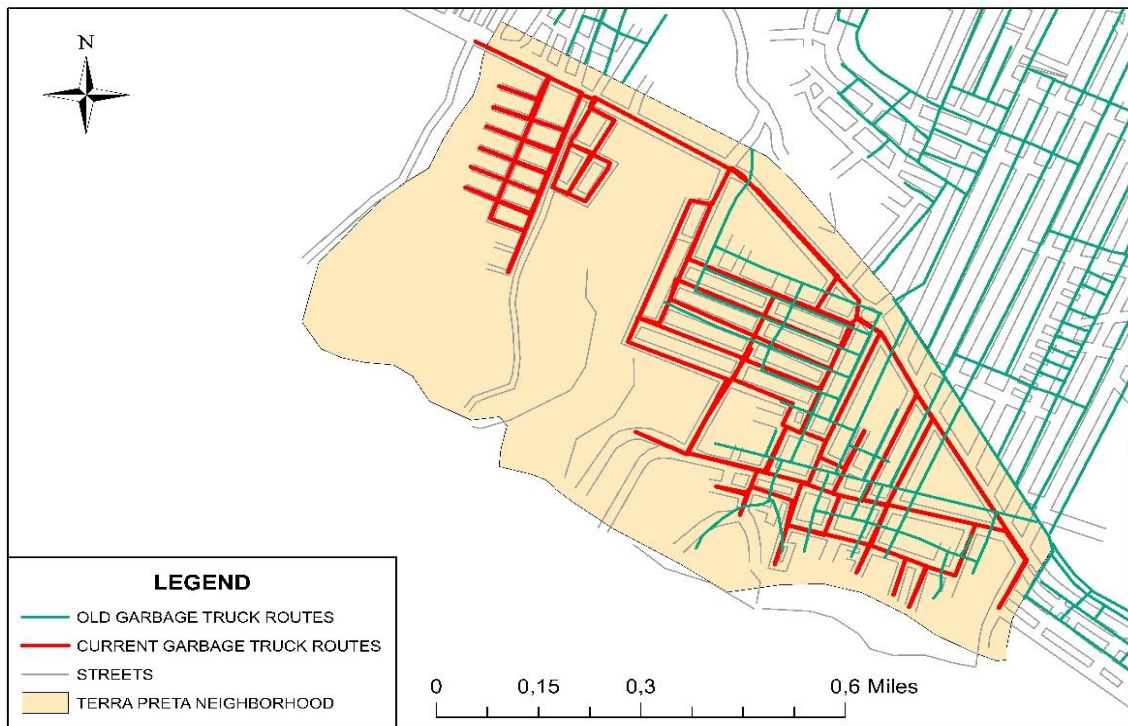 N
LEGEND
OLD GARBAGE TRUCK ROUTES
CURRENT GARBAGE TRUCK ROUTES
STREETS
TERRA PRETA NEIGHBORHOOD
0 0,15 0,3 0,6 Miles